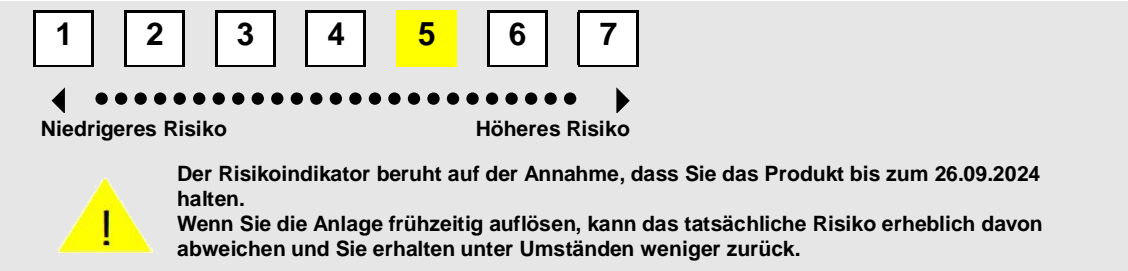 1 2 3 4 5 6 7
Niedrigeres Risiko Höheres Risiko
Der Risikoindikator beruht auf der Annahme, dass Sie das Produkt bis zum 26.09.2024
halten.
Wenn Sie die Anlage frühzeitig auflösen, kann das tatsächliche Risiko erheblich davon
abweichen und Sie erhalten unter Umständen weniger zurück.
!